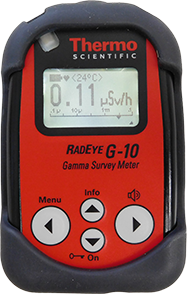 Thermo
SCIENTIFIC
(24°C)
0.11 µSv/h
RADEYE G-10
Gamma Survey Meter
Info
Menu
On